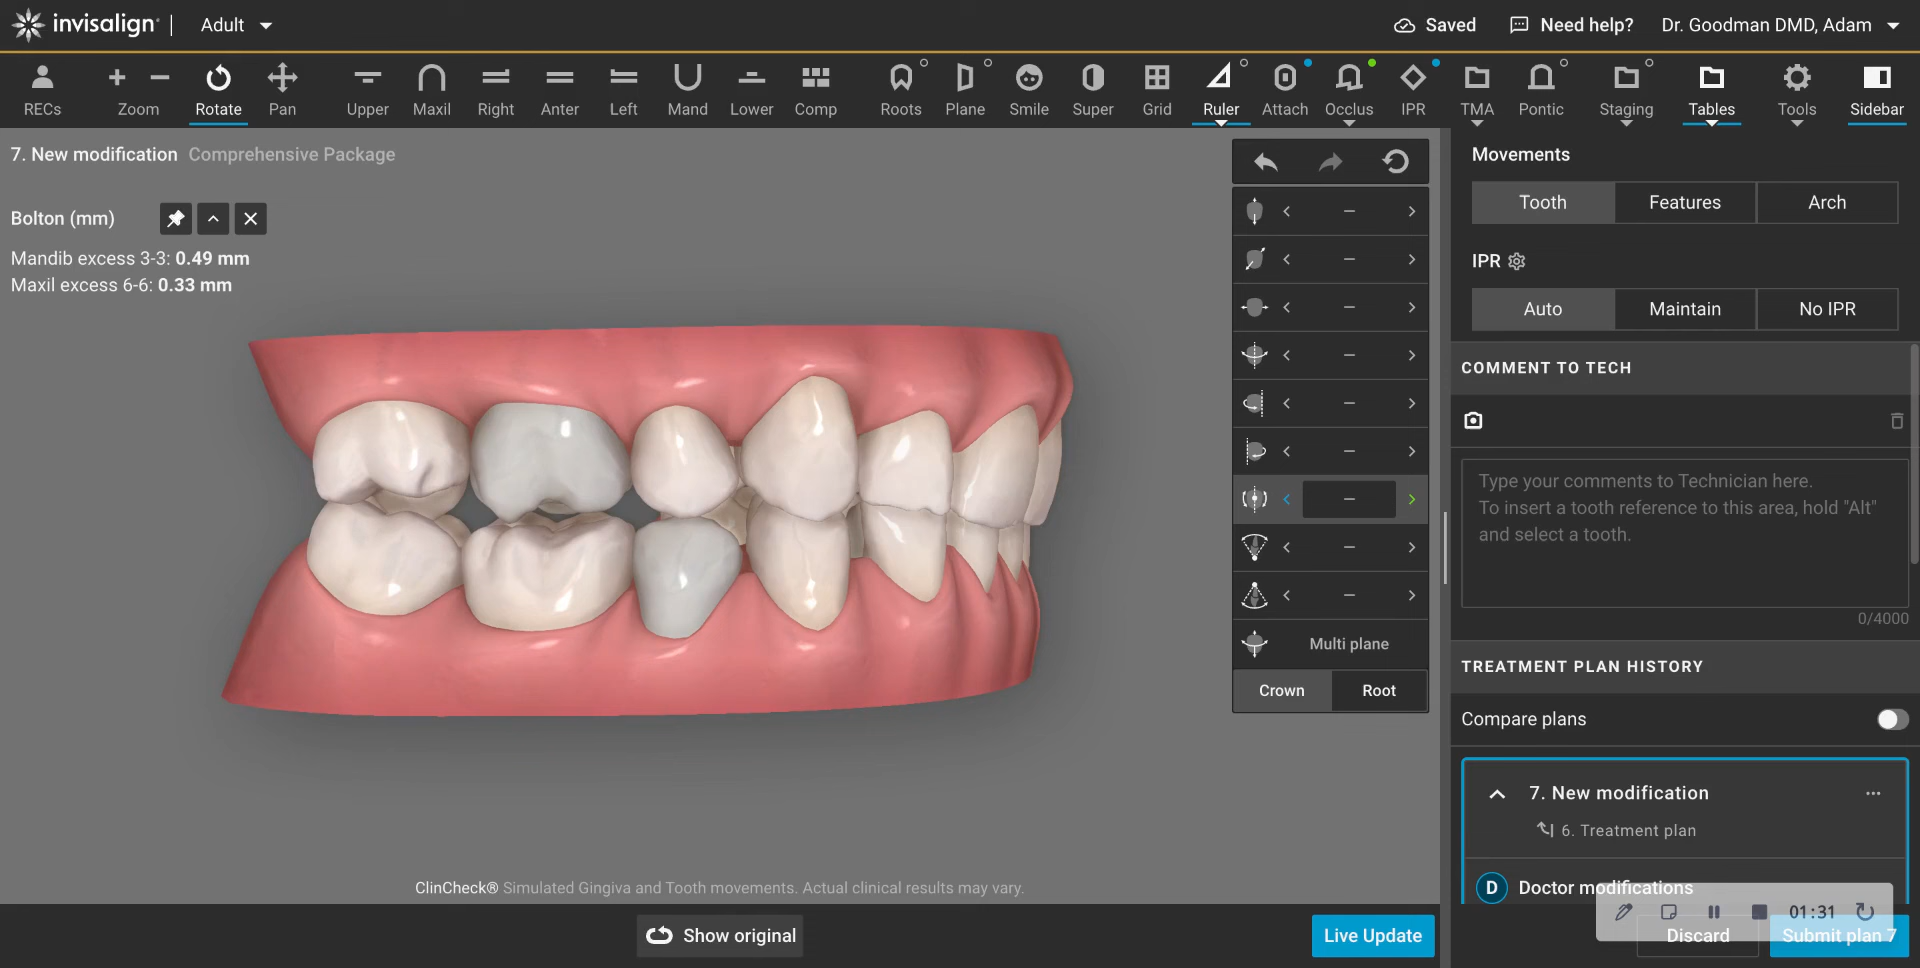 invisalign
Adult
Saved
Need help?
Dr. Goodman DMD, Adam
RECs
Zoom
Rotate
Pan
Upper
Maxil
Right
Anter
Left
Mand
Lower
Comp
Roots
Plane
Smile
Super
Grid
Ruler
Attach
Occlus
IPR
TMA
Pontic
Staging
Tables
Tools
Sidebar
7. New modification Comprehensive Package
Bolton (mm)
Mandib excess 3-3: 0.49 mm
Maxil excess 6-6: 0.33 mm
Multi plane
Crown
Root
ClinCheck® Simulated Gingiva and Tooth movements. Actual clinical results may vary.
Show original
Live Update
Movements
Tooth
Features
Arch
IPR
Auto
Maintain
No IPR
COMMENT TO TECH
Type your comments to Technician here.
To insert a tooth reference to this area, hold "Alt"
and select a tooth.
0/4000
TREATMENT PLAN HISTORY
Compare plans
7. New modification
6. Treatment plan
D Doctor modifications
01:31
Discard
Submit plan 7